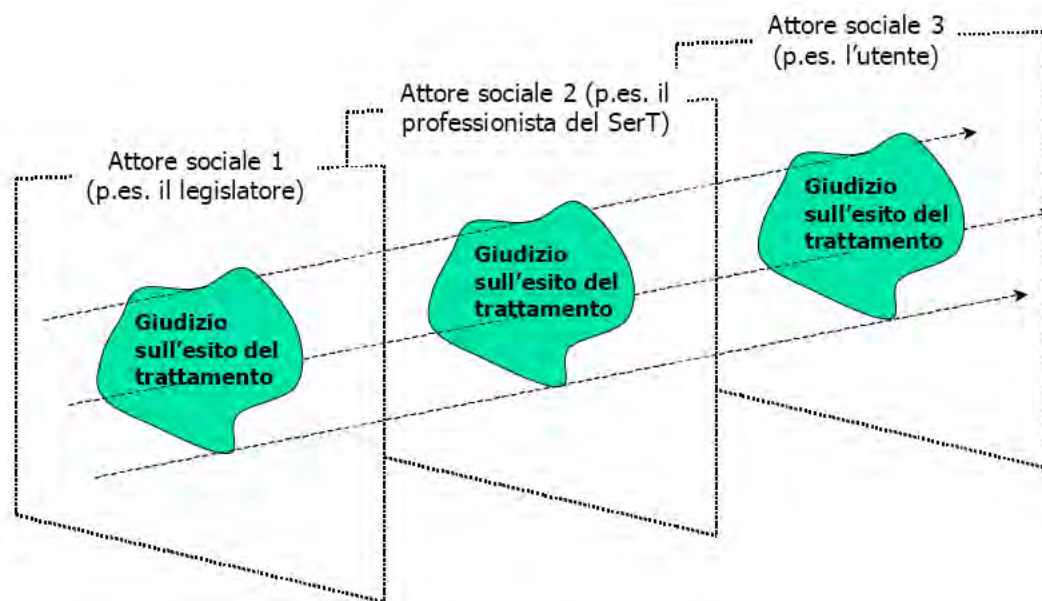 Attore sociale 1
(p.es. il legislatore)
Giudizio
sull'esito del
trattamento
Attore sociale 2 (p.es. il
professionista del SerT)
Giudizio
sull'esito del
trattamento
Attore sociale 3
(p.es. l'utente)
Giudizio
sull'esito del
trattamento